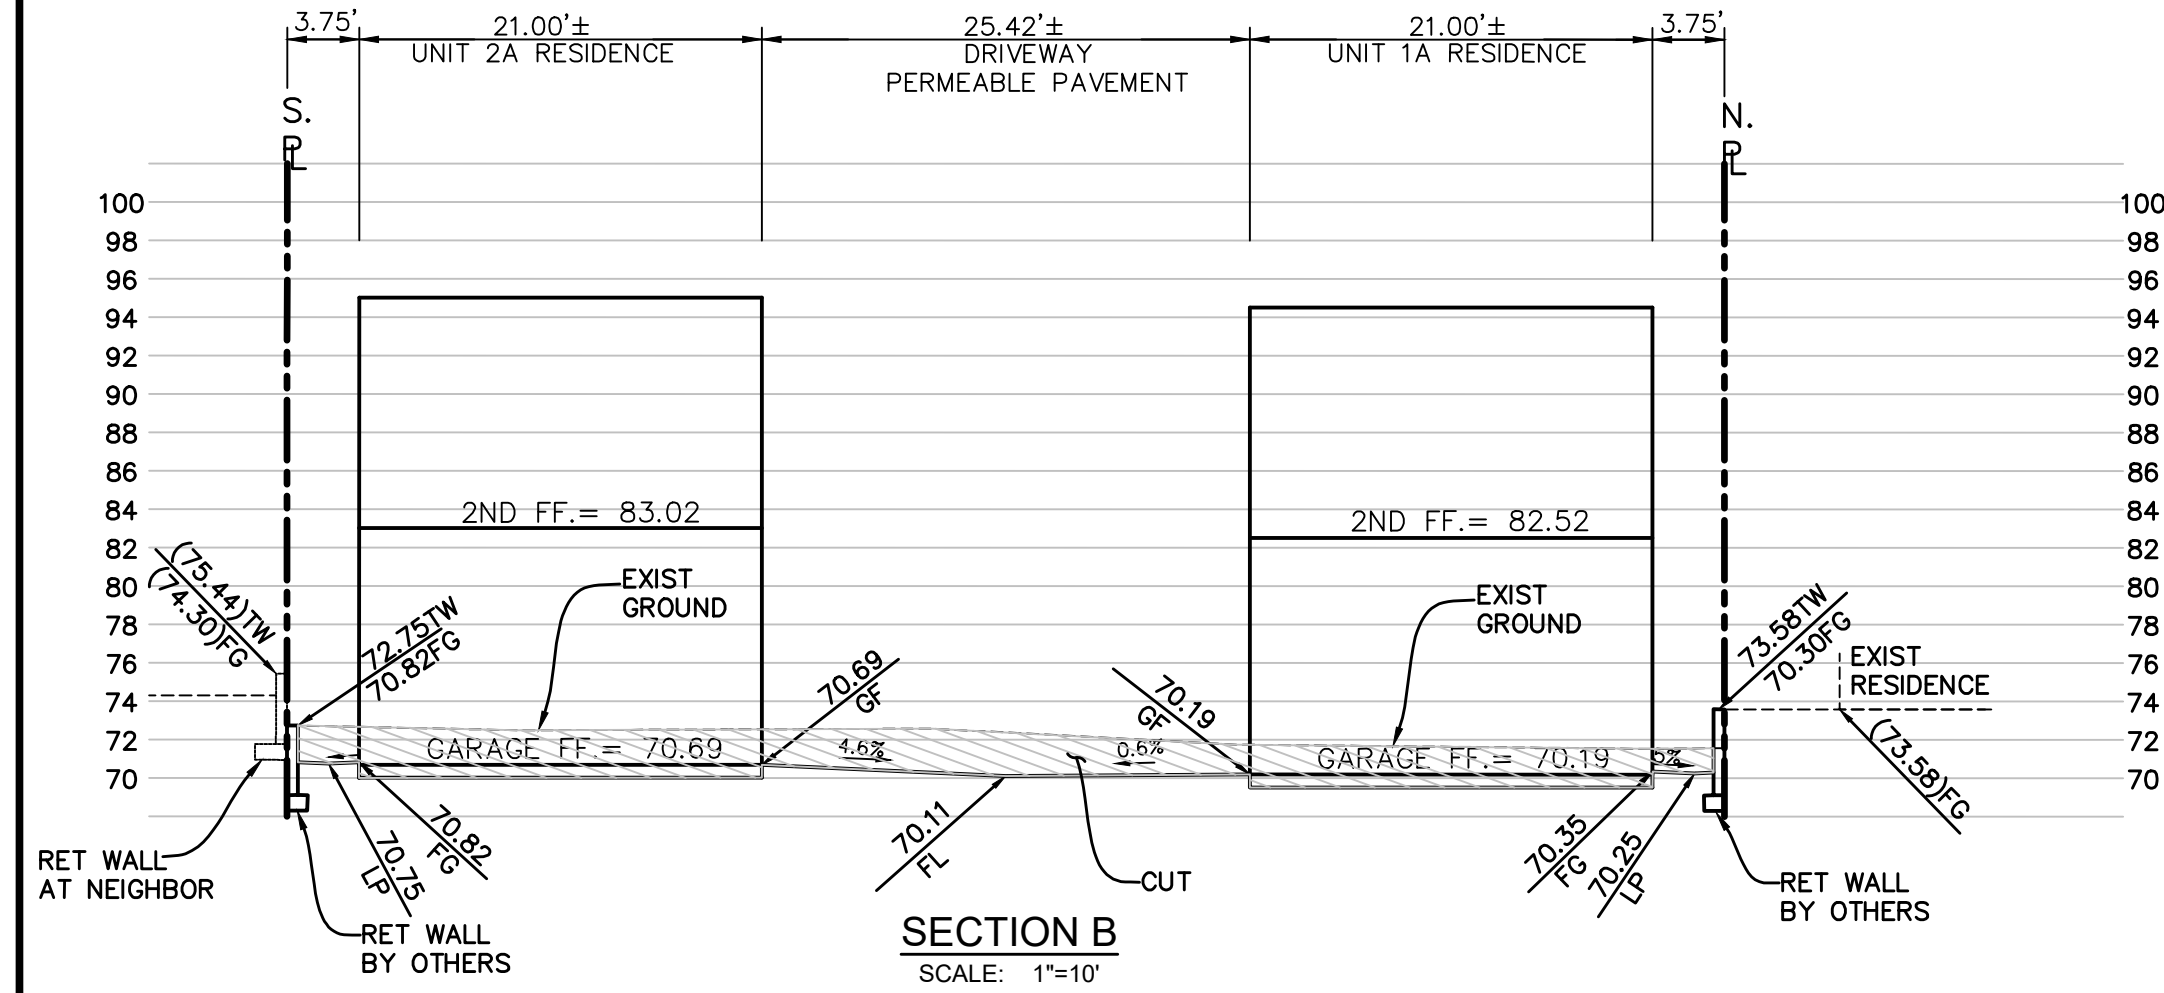 3.75'
21.00'±
25.42'±
21.00'±
3.75'
UNIT 2A RESIDENCE
DRIVEWAY
PERMEABLE PAVEMENT
UNIT 1A RESIDENCE
S.
PL
N.
PL
100
98
96
94
92
90
88
86
84
82
80
78
76
74
72
70
100
98
96
94
92
90
88
86
84
82
80
78
76
74
72
70
2ND FF.= 83.02
2ND FF.= 82.52
(75.44)TW
(74.30)FG
72.75TW
70.82FG
EXIST
GROUND
70.69
GF
70.19
GF
EXIST
GROUND
73.58TW
70.30FG
EXIST
RESIDENCE
(73.58)FG
GARAGE FF.= 70.69
4.6%
0.6%
GARAGE FF.= 70.19
5%
RET WALL
AT NEIGHBOR
70.75
LP
70.82
FG
70.11
FL
CUT
70.35
FG
70.25
LP
RET WALL
BY OTHERS
RET WALL
BY OTHERS
SECTION B
SCALE: 1"=10'